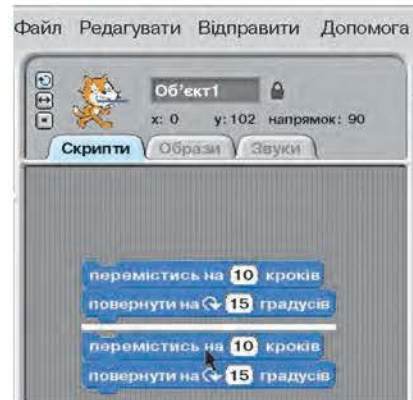 Файл Редагувати Відправити Допомога
Об'єкт1
x: 0 y: 102 напрямок: 90
Скрипти Образи Звуки
перемістись на 10 кроків
повернути на 15 градусів
перемістись на 10 кроків
повернути на 15 градусів